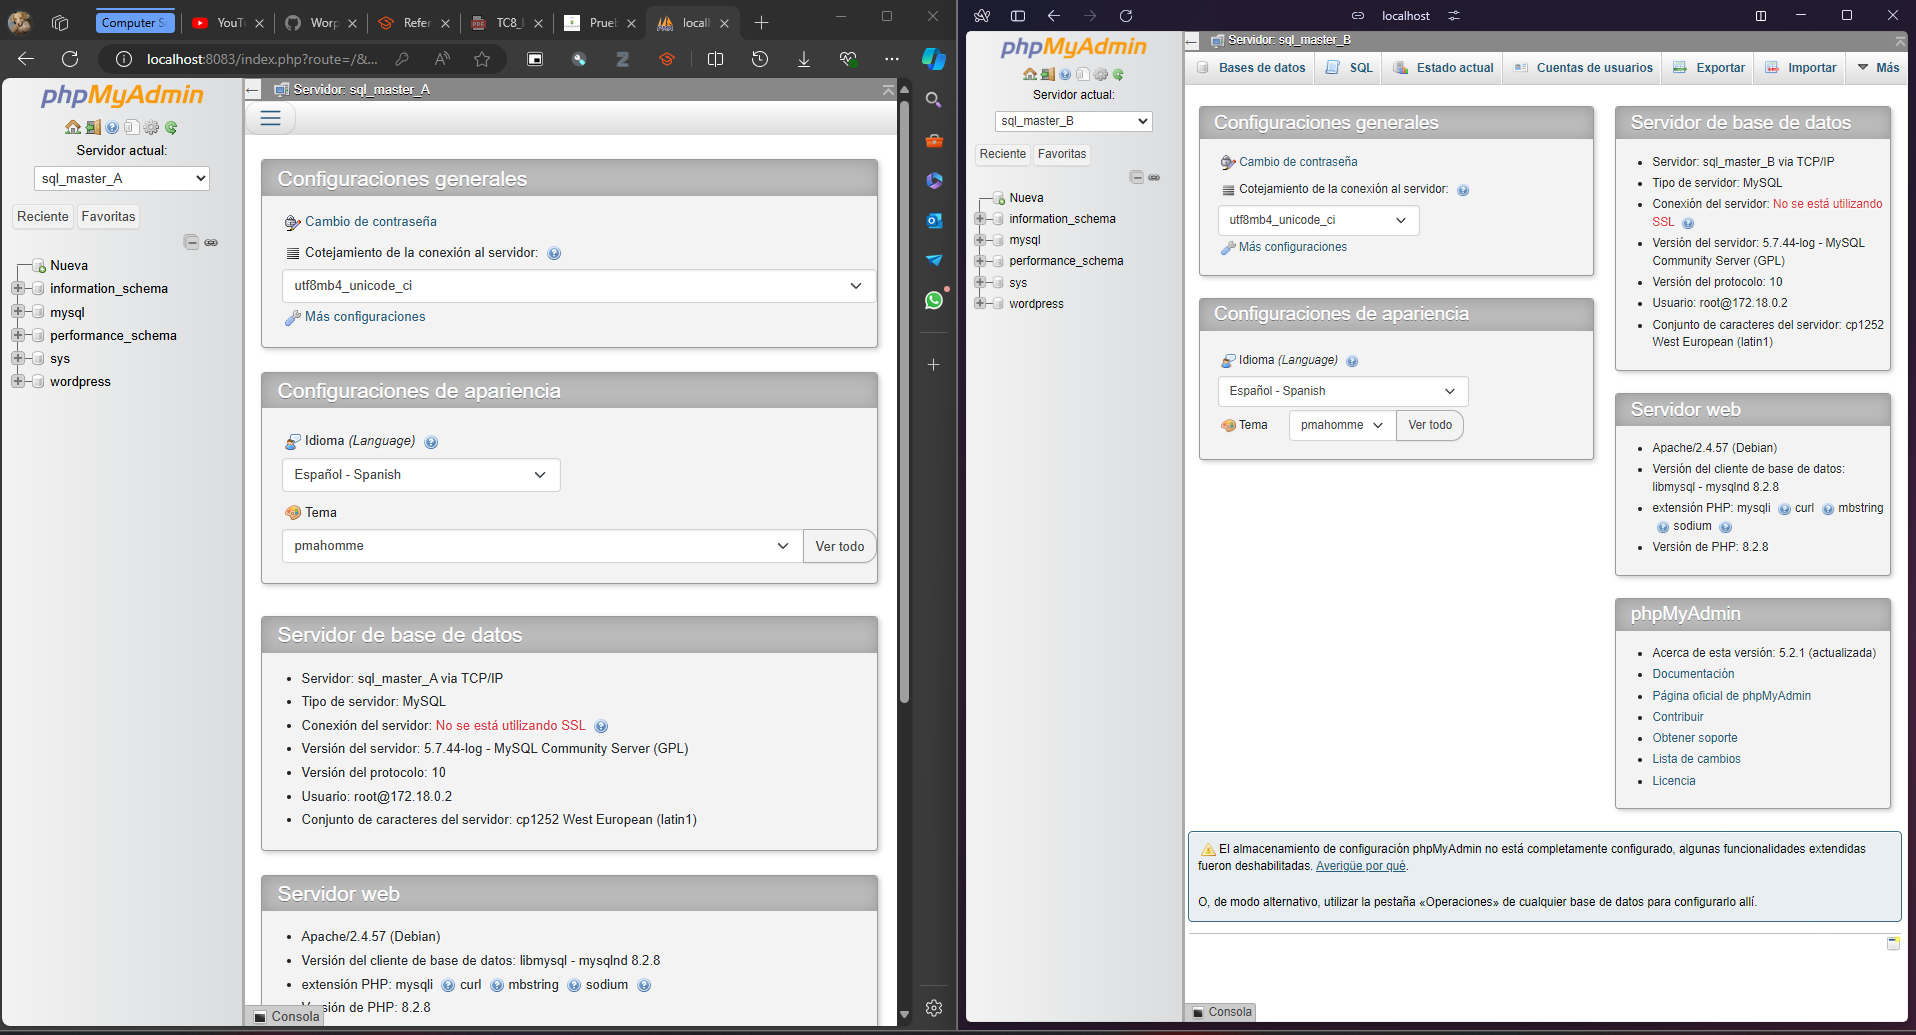 Computer S
YouT
Worp
Refer
TC8_
Prue
local
localhost:8083/index.php?route=/&...
phpMyAdmin
Servidor actual:
sql_master_A
Reciente
Favoritas
Nueva
information_schema
mysql
performance_schema
sys
wordpress
Servidor: sql_master_A
Configuraciones generales
Cambio de contraseña
Cotejamiento de la conexión al servidor:
utf8mb4_unicode_ci
Más configuraciones
Configuraciones de apariencia
Idioma (Language)
Español - Spanish
Tema
pmahomme
Ver todo
Servidor de base de datos
Servidor: sql_master_A via TCP/IP
Tipo de servidor: MySQL
Conexión del servidor: No se está utilizando SSL
Versión del servidor: 5.7.44-log - MySQL Community Server (GPL)
Versión del protocolo: 10
Usuario: root@172.18.0.2
Conjunto de caracteres del servidor: cp1252 West European (latin1)
Servidor web
Apache/2.4.57 (Debian)
Versión del cliente de base de datos: libmysql - mysqlnd 8.2.8
extensión PHP: mysqli curl mbstring sodium
Versión de PHP: 8.2.8
Consola
localhost
phpMyAdmin
Servidor actual:
sql_master_B
Reciente
Favoritas
Nueva
information_schema
mysql
performance_schema
sys
wordpress
Servidor: sql_master_B
Bases de datos
SQL
Estado actual
Cuentas de usuarios
Exportar
Importar
Más
Configuraciones generales
Cambio de contraseña
Cotejamiento de la conexión al servidor:
utf8mb4_unicode_ci
Más configuraciones
Configuraciones de apariencia
Idioma (Language)
Español - Spanish
Tema
pmahomme
Ver todo
Servidor de base de datos
Servidor: sql_master_B via TCP/IP
Tipo de servidor: MySQL
Conexión del servidor: No se está utilizando
SSL
Versión del servidor: 5.7.44-log - MySQL
Community Server (GPL)
Versión del protocolo: 10
Usuario: root@172.18.0.2
Conjunto de caracteres del servidor: cp1252
West European (latin1)
Servidor web
Apache/2.4.57 (Debian)
Versión del cliente de base de datos:
libmysql - mysqlnd 8.2.8
extensión PHP: mysqli curl mbstring
sodium
Versión de PHP: 8.2.8
phpMyAdmin
Acerca de esta versión: 5.2.1 (actualizada)
Documentación
Página oficial de phpMyAdmin
Contribuir
Obtener soporte
Lista de cambios
Licencia
El almacenamiento de configuración phpMyAdmin no está completamente configurado, algunas funcionalidades extendidas
fueron deshabilitadas. Averigüe por qué.
O, de modo alternativo, utilizar la pestaña «Operaciones» de cualquier base de datos para configurarlo allí.
Consola